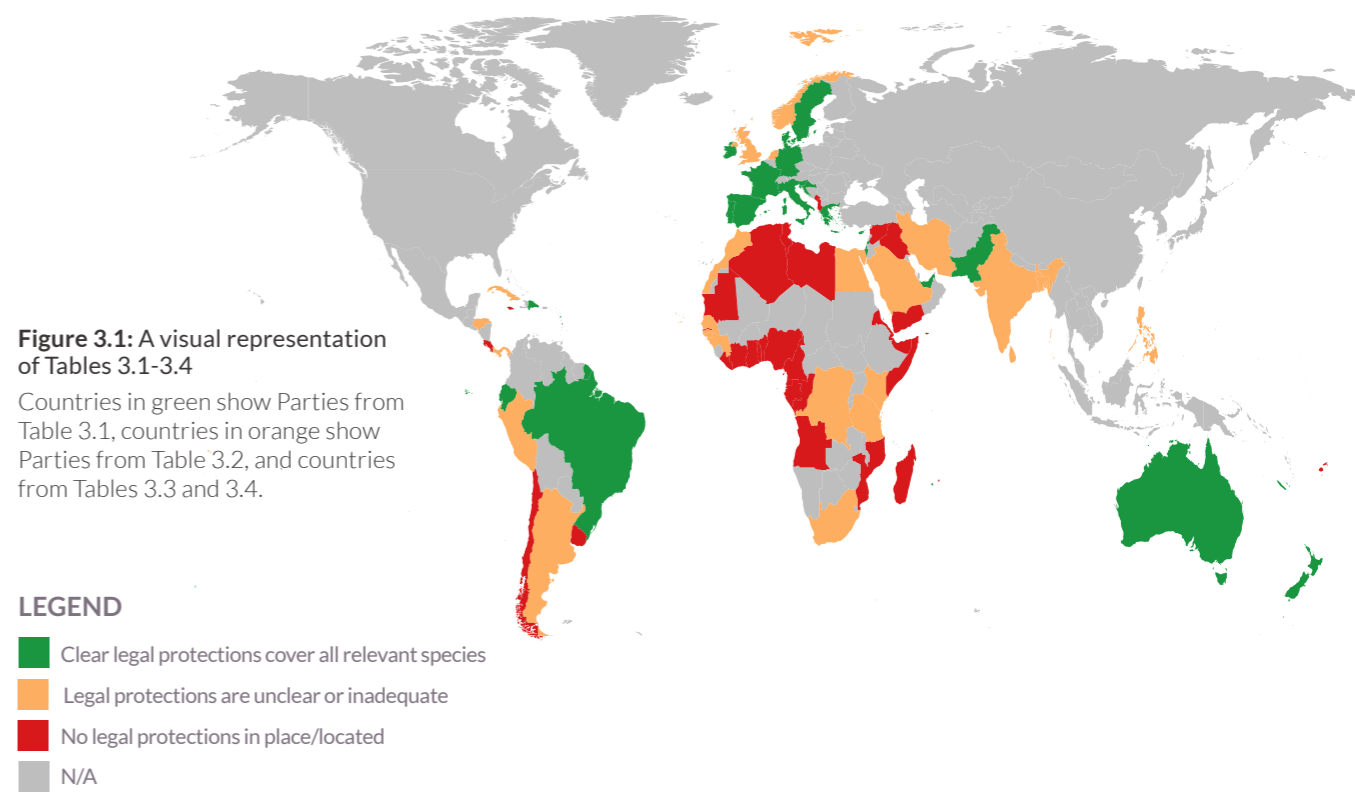 Figure 3.1: A visual representation
of Tables 3.1-3.4
Countries in green show Parties from
Table 3.1, countries in orange show
Parties from Table 3.2, and countries
from Tables 3.3 and 3.4.
LEGEND
Clear legal protections cover all relevant species
Legal protections are unclear or inadequate
No legal protections in place/located
N/A